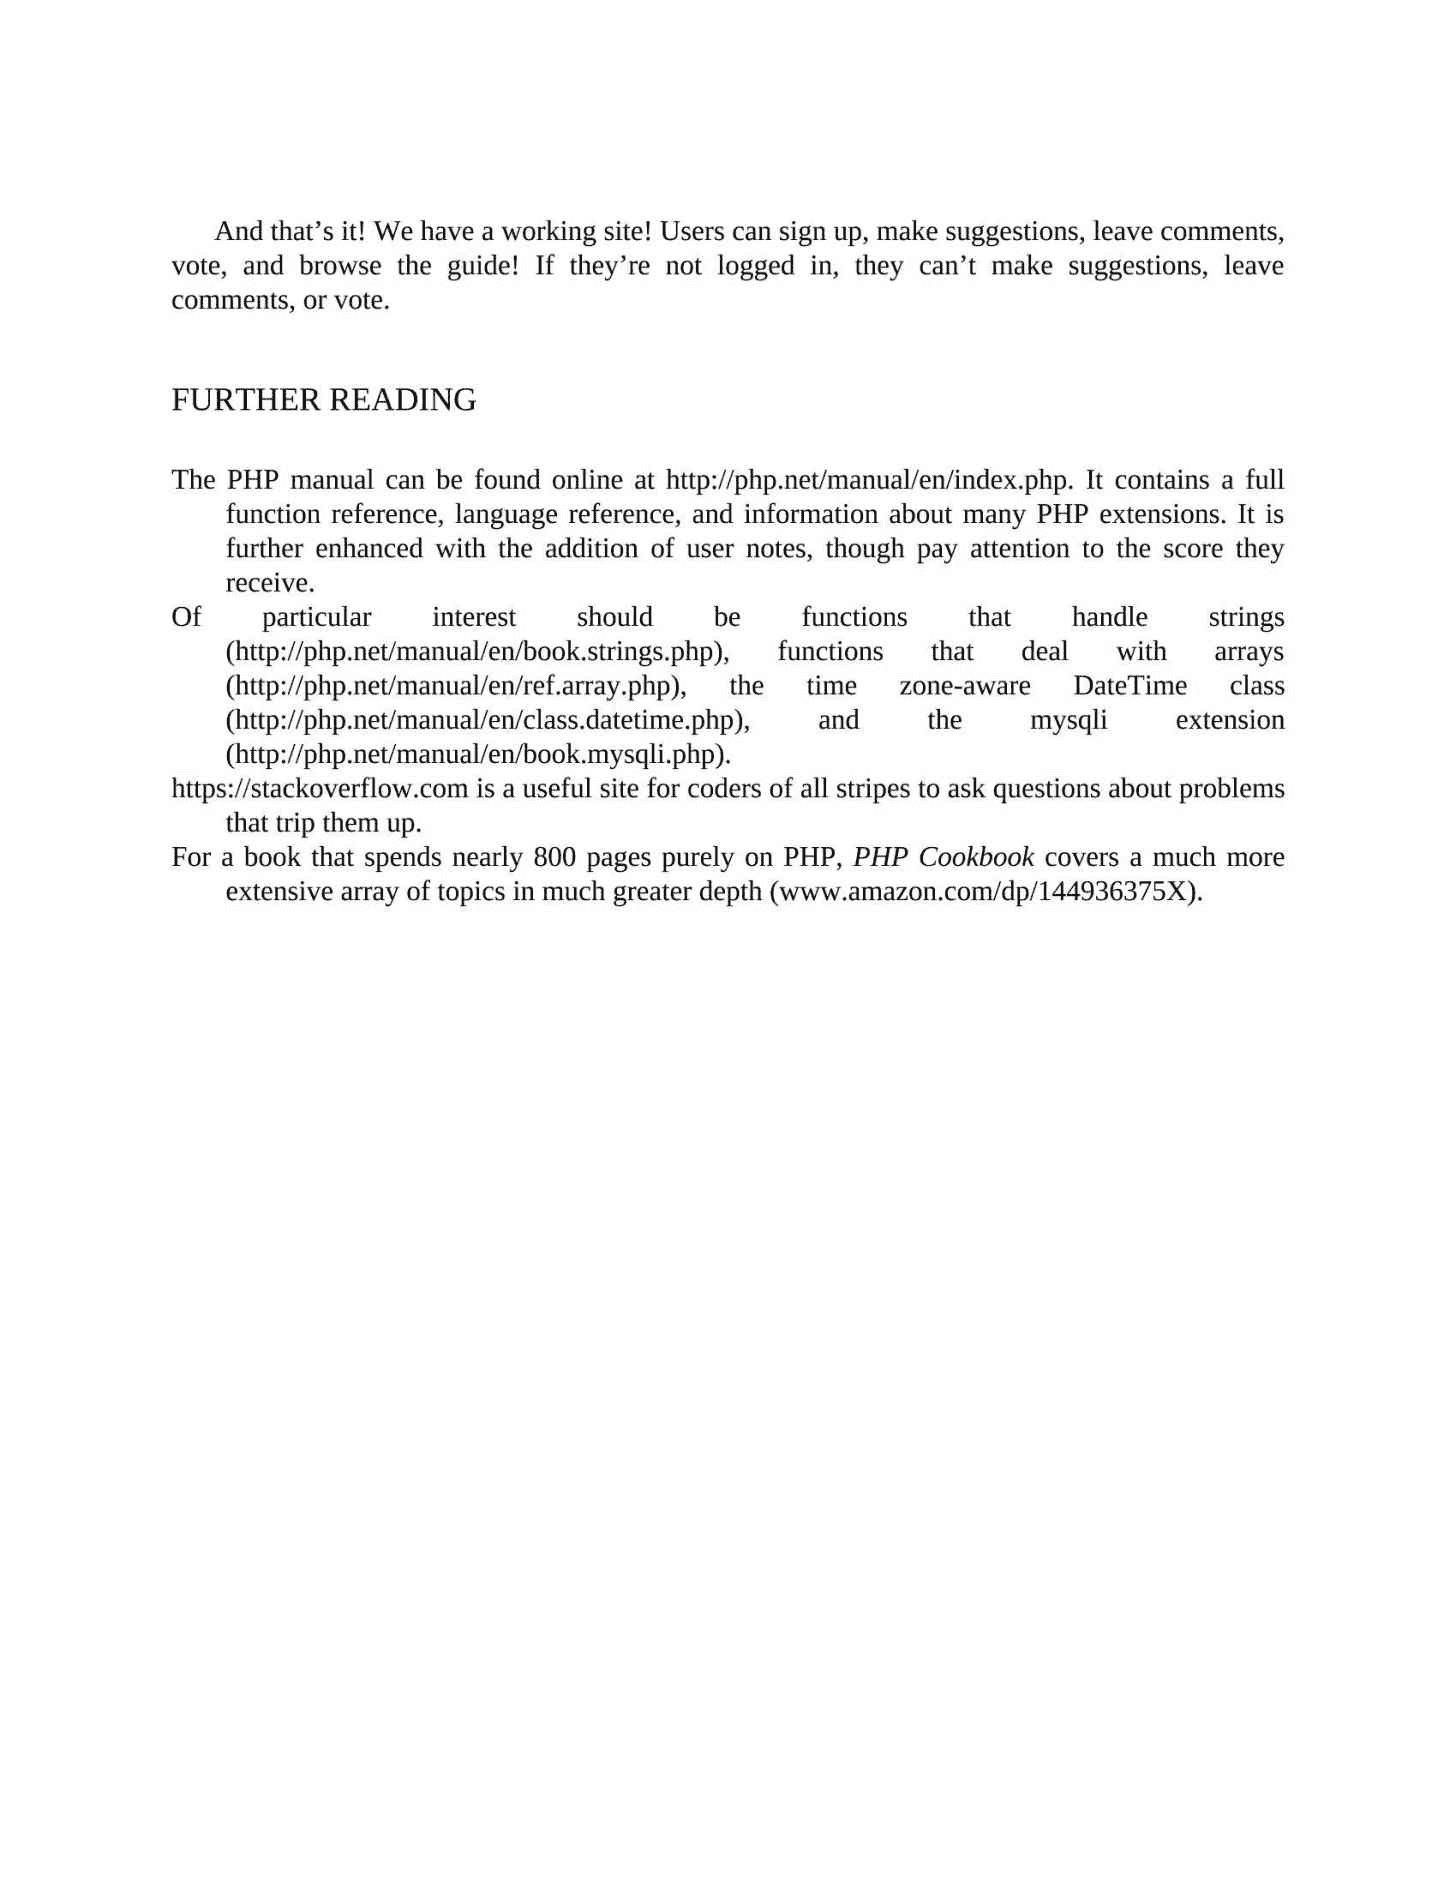 And that’s it! We have a working site! Users can sign up, make suggestions, leave comments,
vote, and browse the guide! If they’re not logged in, they can’t make suggestions, leave
comments, or vote.
FURTHER READING
The PHP manual can be found online at http://php.net/manual/en/index.php. It contains a full
function reference, language reference, and information about many PHP extensions. It is
further enhanced with the addition of user notes, though pay attention to the score they
receive.
Of particular interest should be functions that handle strings
(http://php.net/manual/en/book.strings.php), functions that deal with arrays
(http://php.net/manual/en/ref.array.php), the time zone-aware DateTime class
(http://php.net/manual/en/class.datetime.php), and the mysqli extension
(http://php.net/manual/en/book.mysqli.php).
https://stackoverflow.com is a useful site for coders of all stripes to ask questions about problems
that trip them up.
For a book that spends nearly 800 pages purely on PHP, PHP Cookbook covers a much more
extensive array of topics in much greater depth (www.amazon.com/dp/144936375X).